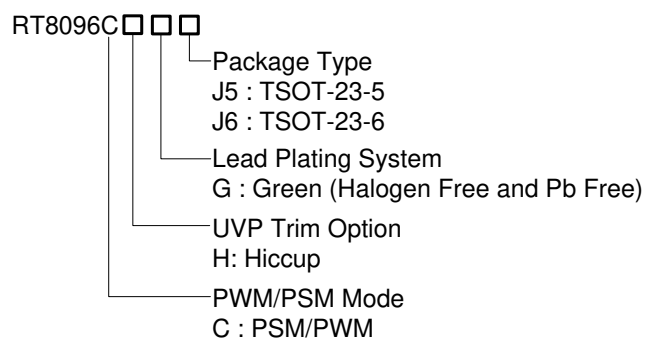 RT8096C□□□
Package Type
J5 : TSOT-23-5
J6 : TSOT-23-6
Lead Plating System
G : Green (Halogen Free and Pb Free)
UVP Trim Option
H: Hiccup
PWM/PSM Mode
C : PSM/PWM